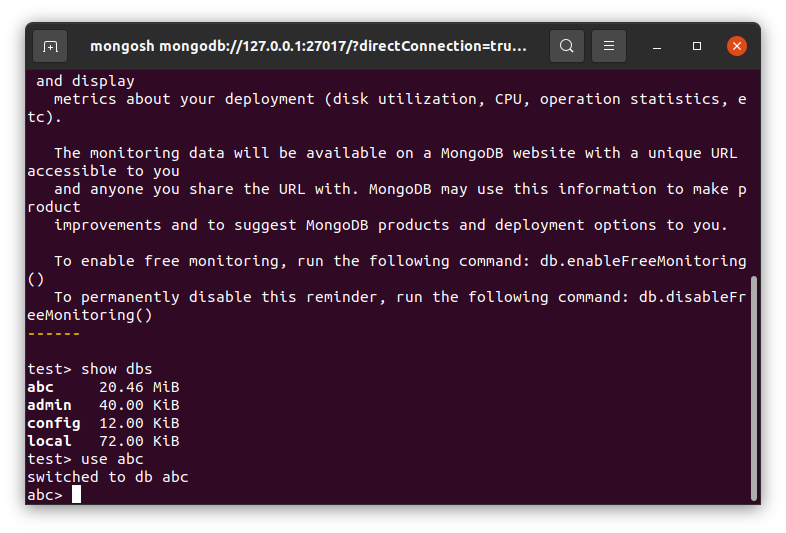 mongosh mongodb://127.0.0.1:27017/?directConnection=tru...
and display
metrics about your deployment (disk utilization, CPU, operation statistics, e
tc).
The monitoring data will be available on a MongoDB website with a unique URL
accessible to you
and anyone you share the URL with. MongoDB may use this information to make p
roduct
improvements and to suggest MongoDB products and deployment options to you.
To enable free monitoring, run the following command: db.enableFreeMonitoring
()
To permanently disable this reminder, run the following command: db.disableFr
eeMonitoring()
------
test> show dbs
abc     20.46 MiB
admin   40.00 KiB
config  12.00 KiB
local   72.00 KiB
test> use abc
switched to db abc
abc>